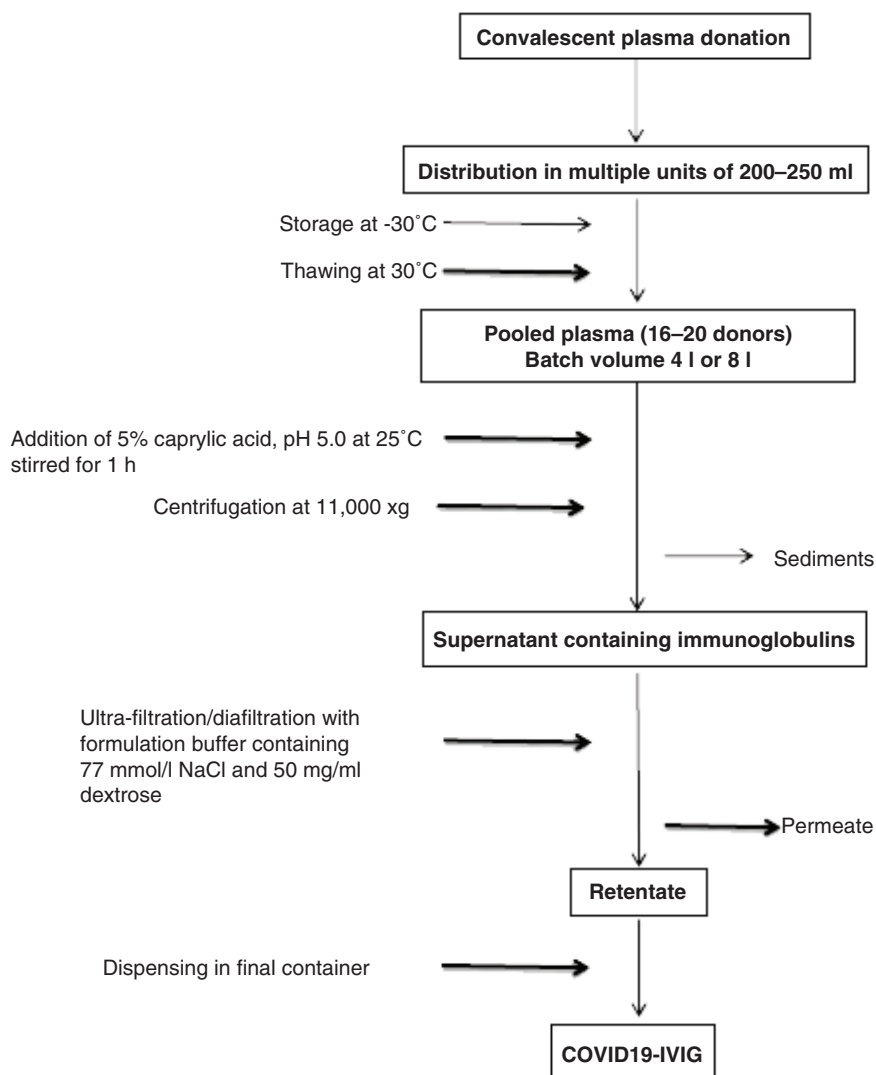 Convalescent plasma donation
Distribution in multiple units of 200–250 ml
Storage at -30˚C
Thawing at 30˚C
Pooled plasma (16–20 donors)
Batch volume 4 l or 8 l
Addition of 5% caprylic acid, pH 5.0 at 25˚C
stirred for 1 h
Centrifugation at 11,000 xg
Sediments
Supernatant containing immunoglobulins
Ultra-filtration/diafiltration with
formulation buffer containing
77 mmol/l NaCl and 50 mg/ml
dextrose
Permeate
Retentate
Dispensing in final container
COVID19-IVIG